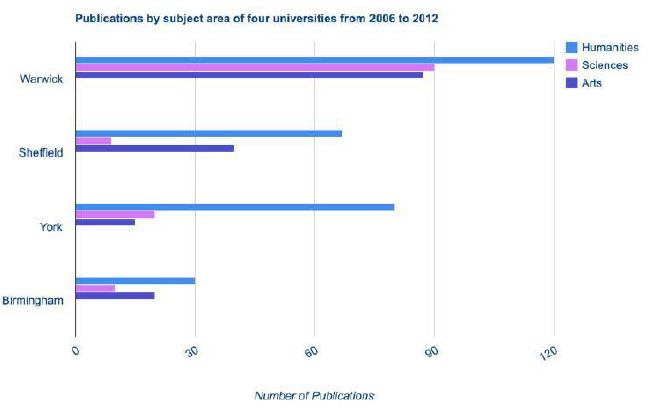 Publications by subject area of four universities from 2006 to 2012
Humanities
Sciences
Arts
Warwick
Sheffield
York
Birmingham
0 30 60 90 120
Number of Publications